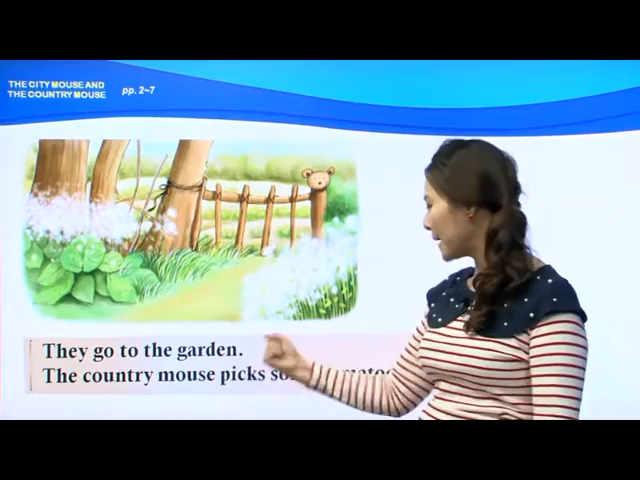 THE CITY MOUSE AND
THE COUNTRY MOUSE
pp. 2~7
They go to the garden.
The country mouse picks